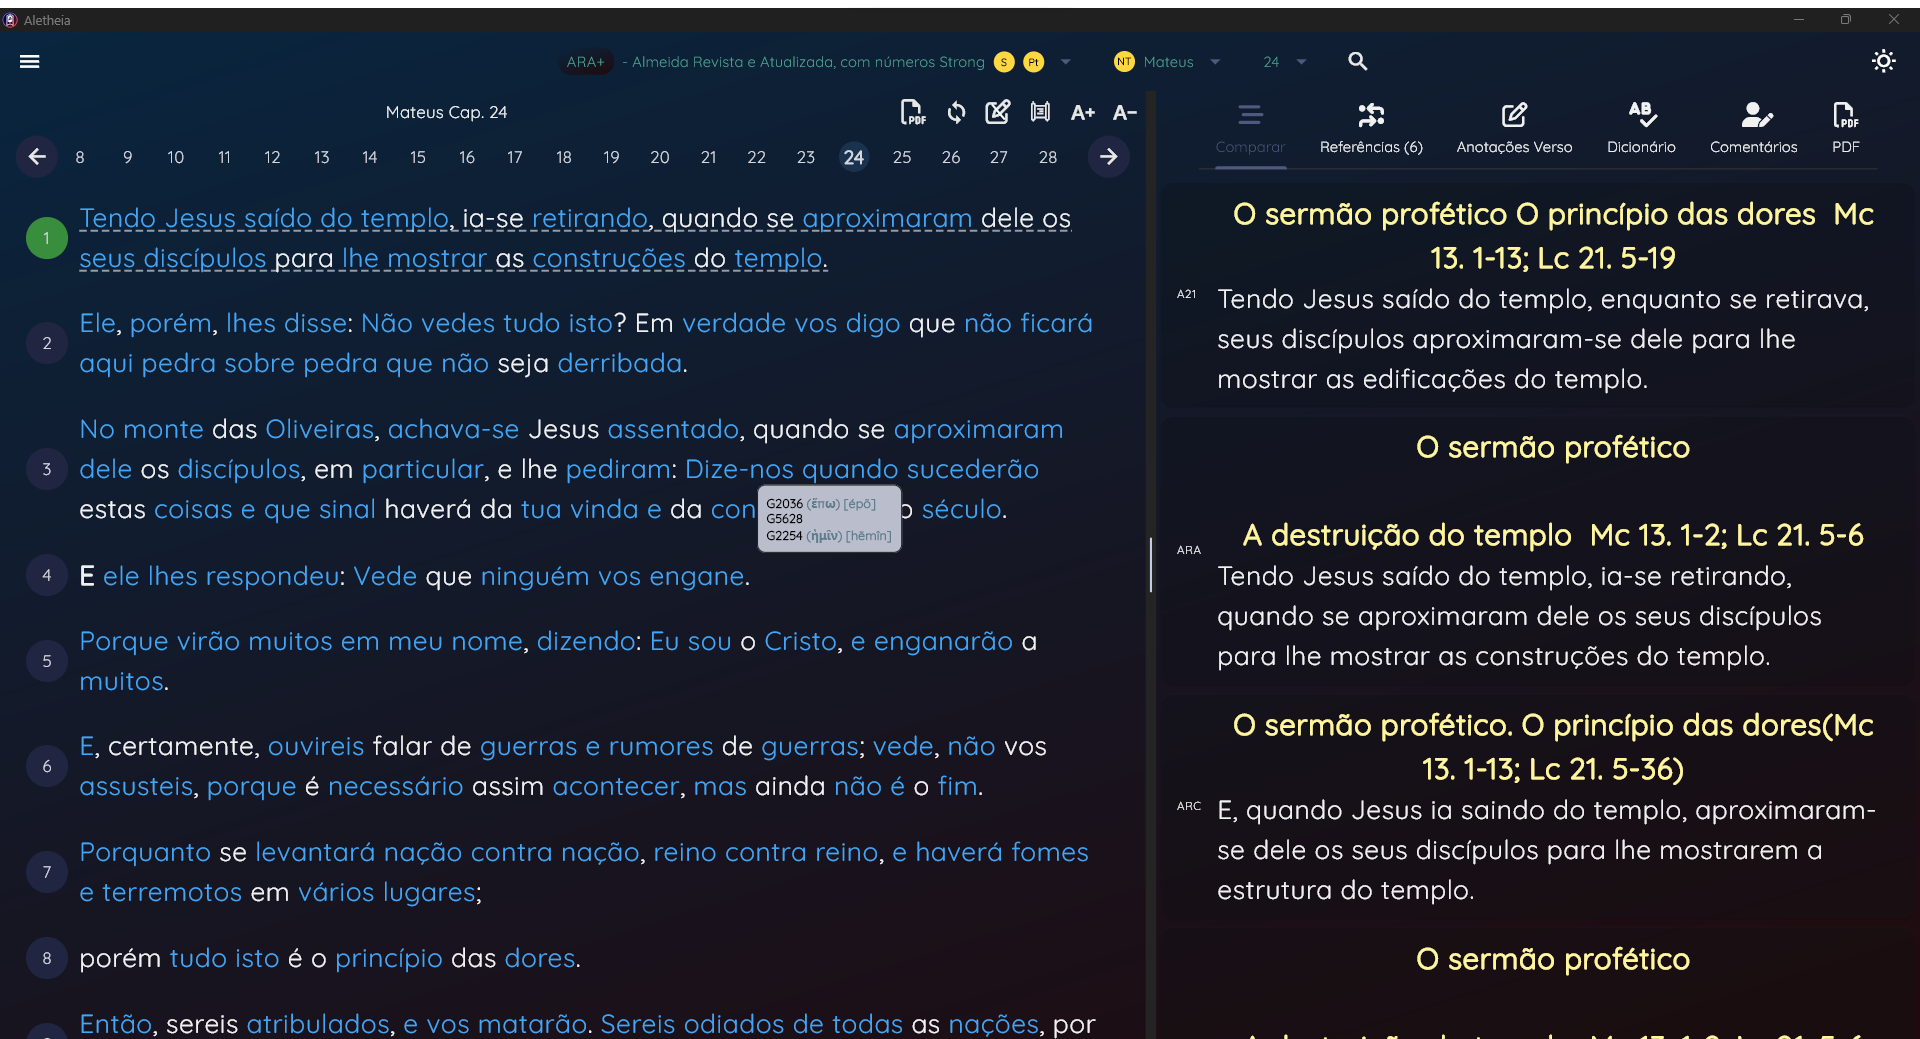 Aletheia
ARA+ - Almeida Revista e Atualizada, com números Strong S Pt
NT Mateus
24
Mateus Cap. 24
PDF
A+ A-
8 9 10 11 12 13 14 15 16 17 18 19 20 21 22 23 24 25 26 27 28
1
Tendo Jesus saído do templo, ia-se retirando, quando se aproximaram dele os
seus discípulos para lhe mostrar as construções do templo.
2
Ele, porém, lhes disse: Não vedes tudo isto? Em verdade vos digo que não ficará
aqui pedra sobre pedra que não seja derribada.
3
No monte das Oliveiras, achava-se Jesus assentado, quando se aproximaram
dele os discípulos, em particular, e lhe pediram: Dize-nos quando sucederão
estas coisas e que sinal haverá da tua vinda e da con o século.
G2036 (ἔπω) [épō]
G5628
G2254 (ἡμῖν) [hēmîn]
4
E ele lhes respondeu: Vede que ninguém vos engane.
5
Porque virão muitos em meu nome, dizendo: Eu sou o Cristo, e enganarão a
muitos.
6
E, certamente, ouvireis falar de guerras e rumores de guerras; vede, não vos
assusteis, porque é necessário assim acontecer, mas ainda não é o fim.
7
Porquanto se levantará nação contra nação, reino contra reino, e haverá fomes
e terremotos em vários lugares;
8
porém tudo isto é o princípio das dores.
Então, sereis atribulados, e vos matarão. Sereis odiados de todas as nações, por
Comparar
Referências (6)
Anotações Verso
AB
Dicionário
Comentários
PDF
PDF
O sermão profético O princípio das dores Mc
13. 1-13; Lc 21. 5-19
A21
Tendo Jesus saído do templo, enquanto se retirava,
seus discípulos aproximaram-se dele para lhe
mostrar as edificações do templo.
O sermão profético
A destruição do templo Mc 13. 1-2; Lc 21. 5-6
ARA
Tendo Jesus saído do templo, ia-se retirando,
quando se aproximaram dele os seus discípulos
para lhe mostrar as construções do templo.
O sermão profético. O princípio das dores(Mc
13. 1-13; Lc 21. 5-36)
ARC
E, quando Jesus ia saindo do templo, aproximaram-
se dele os seus discípulos para lhe mostrarem a
estrutura do templo.
O sermão profético